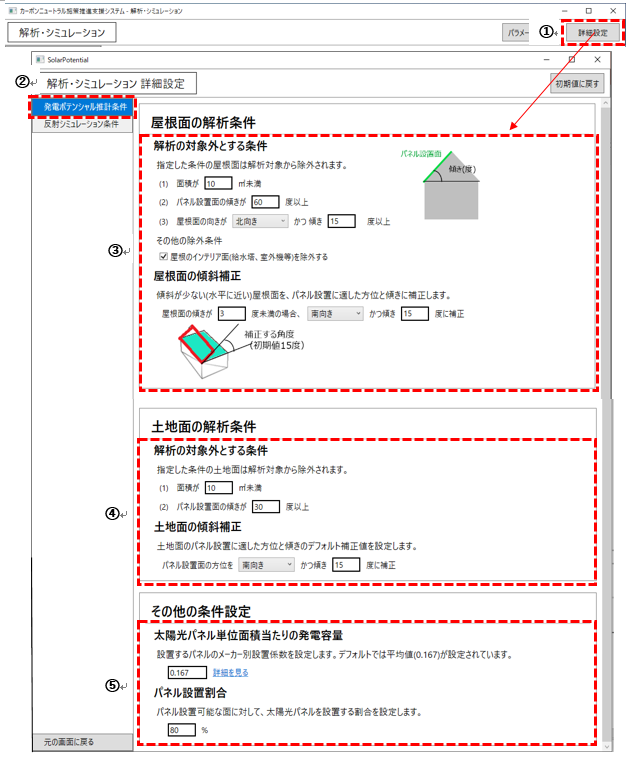 カーボンニュートラル施策推進支援システム - 解析・シミュレーション
解析・シミュレーション
パラメー
①
詳細設定
SolarPotential
②
解析・シミュレーション 詳細設定
初期値に戻す
発電ポテンシャル推計条件
反射シミュレーション条件
屋根面の解析条件
解析の対象外とする条件
指定した条件の屋根面は解析対象から除外されます。
(1) 面積が 10 ㎡未満
(2) パネル設置面の傾きが 60 度以上
(3) 屋根面の向きが 北向き かつ 傾き 15 度以上
パネル設置面
傾き(度)
③
その他の除外条件
屋根のインテリア面(給水塔、室外機等)を除外する
屋根面の傾斜補正
傾斜が少ない(水平に近い)屋根面を、パネル設置に適した方位と傾きに補正します。
屋根面の傾きが 3 度未満の場合、 南向き かつ傾き 15 度に補正
補正する角度
(初期値15度)
土地面の解析条件
解析の対象外とする条件
指定した条件の土地面は解析対象から除外されます。
(1) 面積が 10 ㎡未満
(2) パネル設置面の傾きが 30 度以上
④
土地面の傾斜補正
土地面のパネル設置に適した方位と傾きのデフォルト補正値を設定します。
パネル設置面の方位を 南向き かつ傾き 15 度に補正
その他の条件設定
太陽光パネル単位面積当たりの発電容量
設置するパネルのメーカー別設置係数を設定します。デフォルトでは平均値(0.167)が設定されています。
0.167 詳細を見る
⑤
パネル設置割合
パネル設置可能な面に対して、太陽光パネルを設置する割合を設定します。
80 %
元の画面に戻る